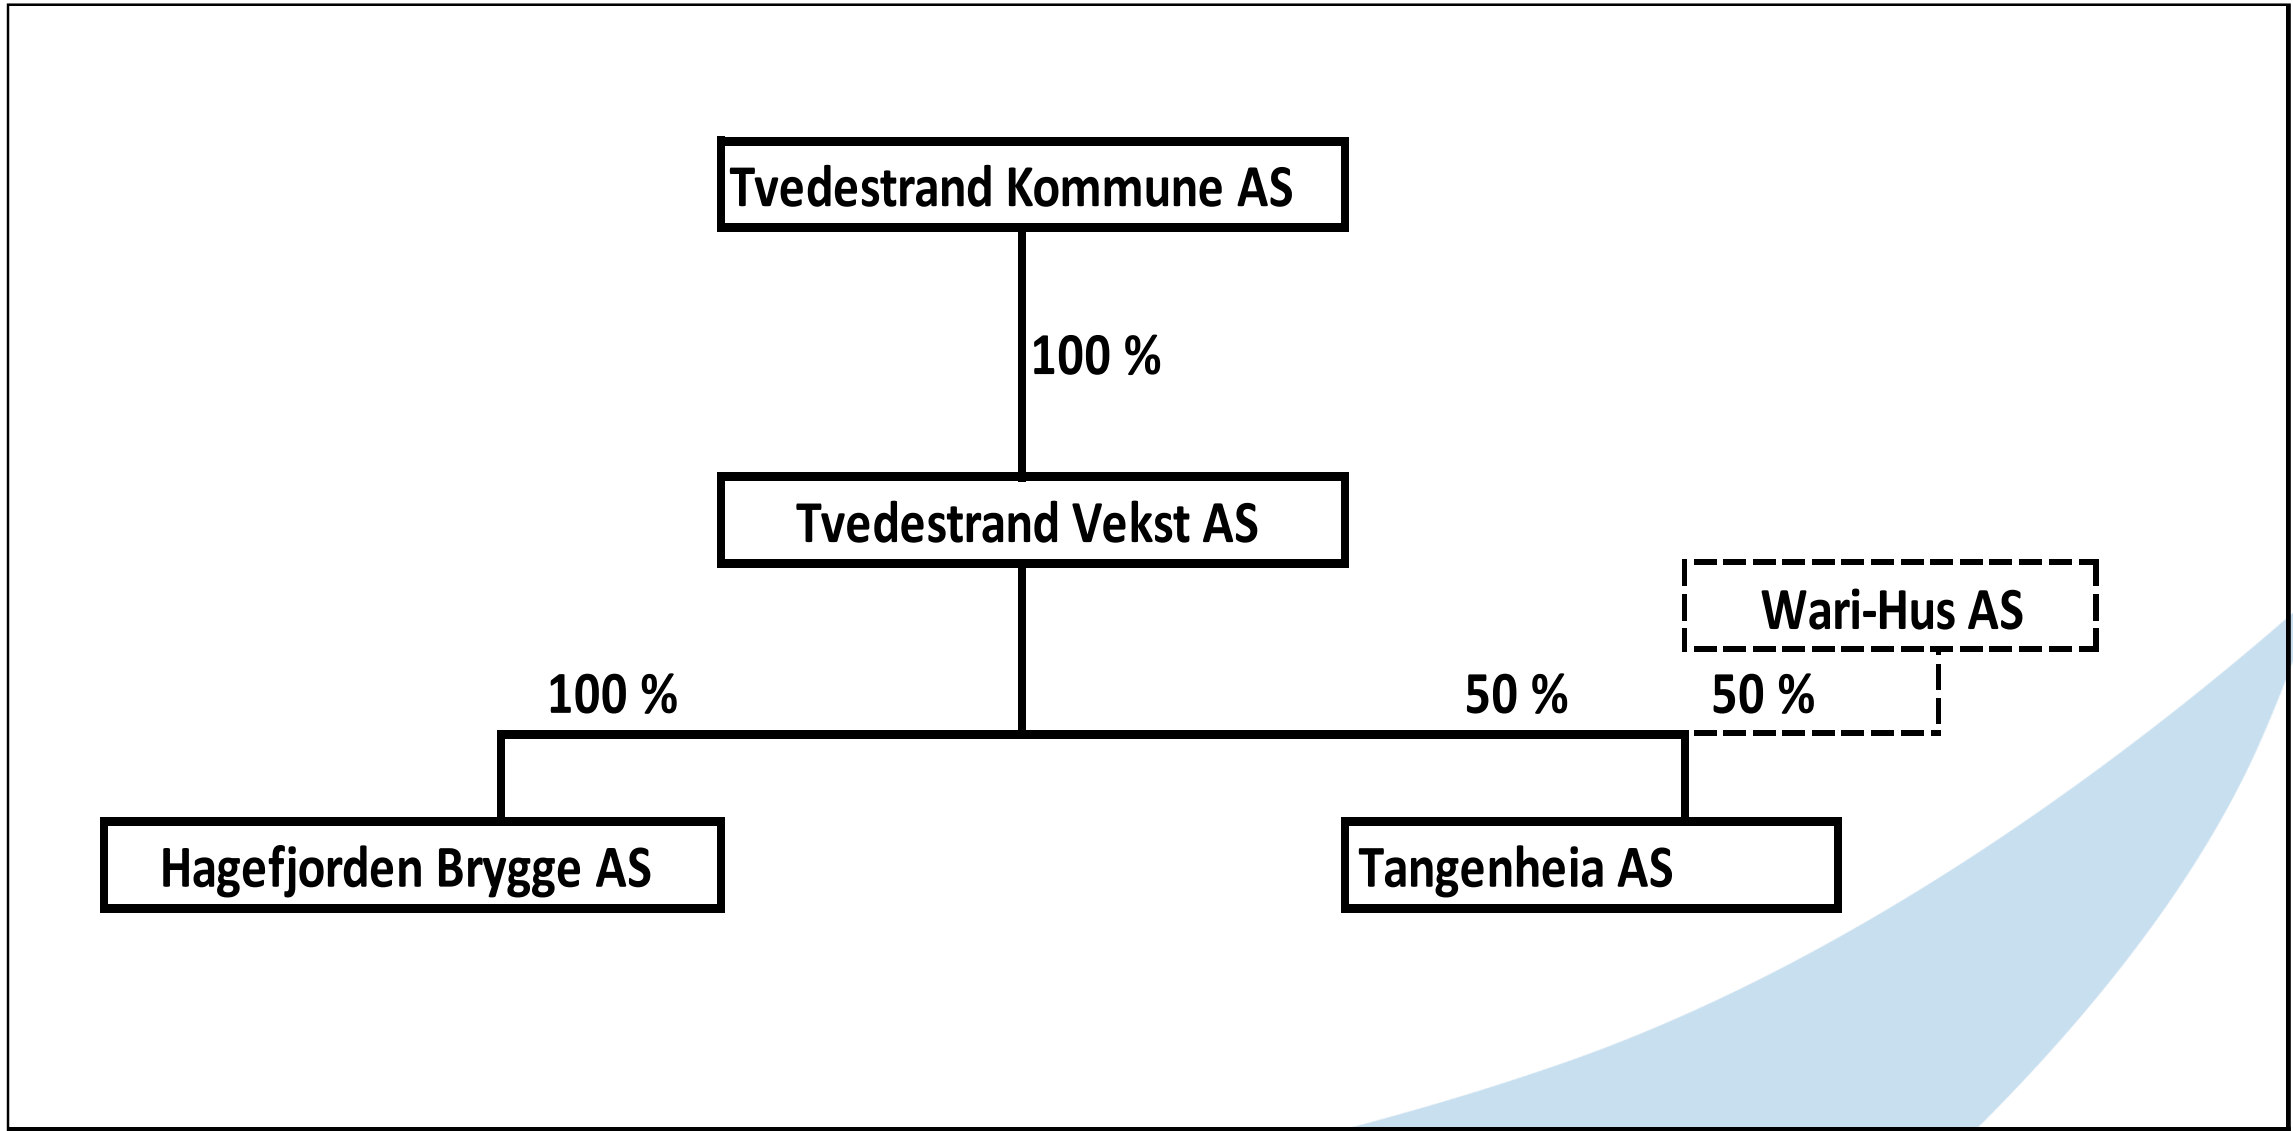 Tvedestrand Kommune AS
100 %
Tvedestrand Vekst AS
Wari-Hus AS
100 %
50 %
50 %
Hagefjorden Brygge AS
Tangenheia AS